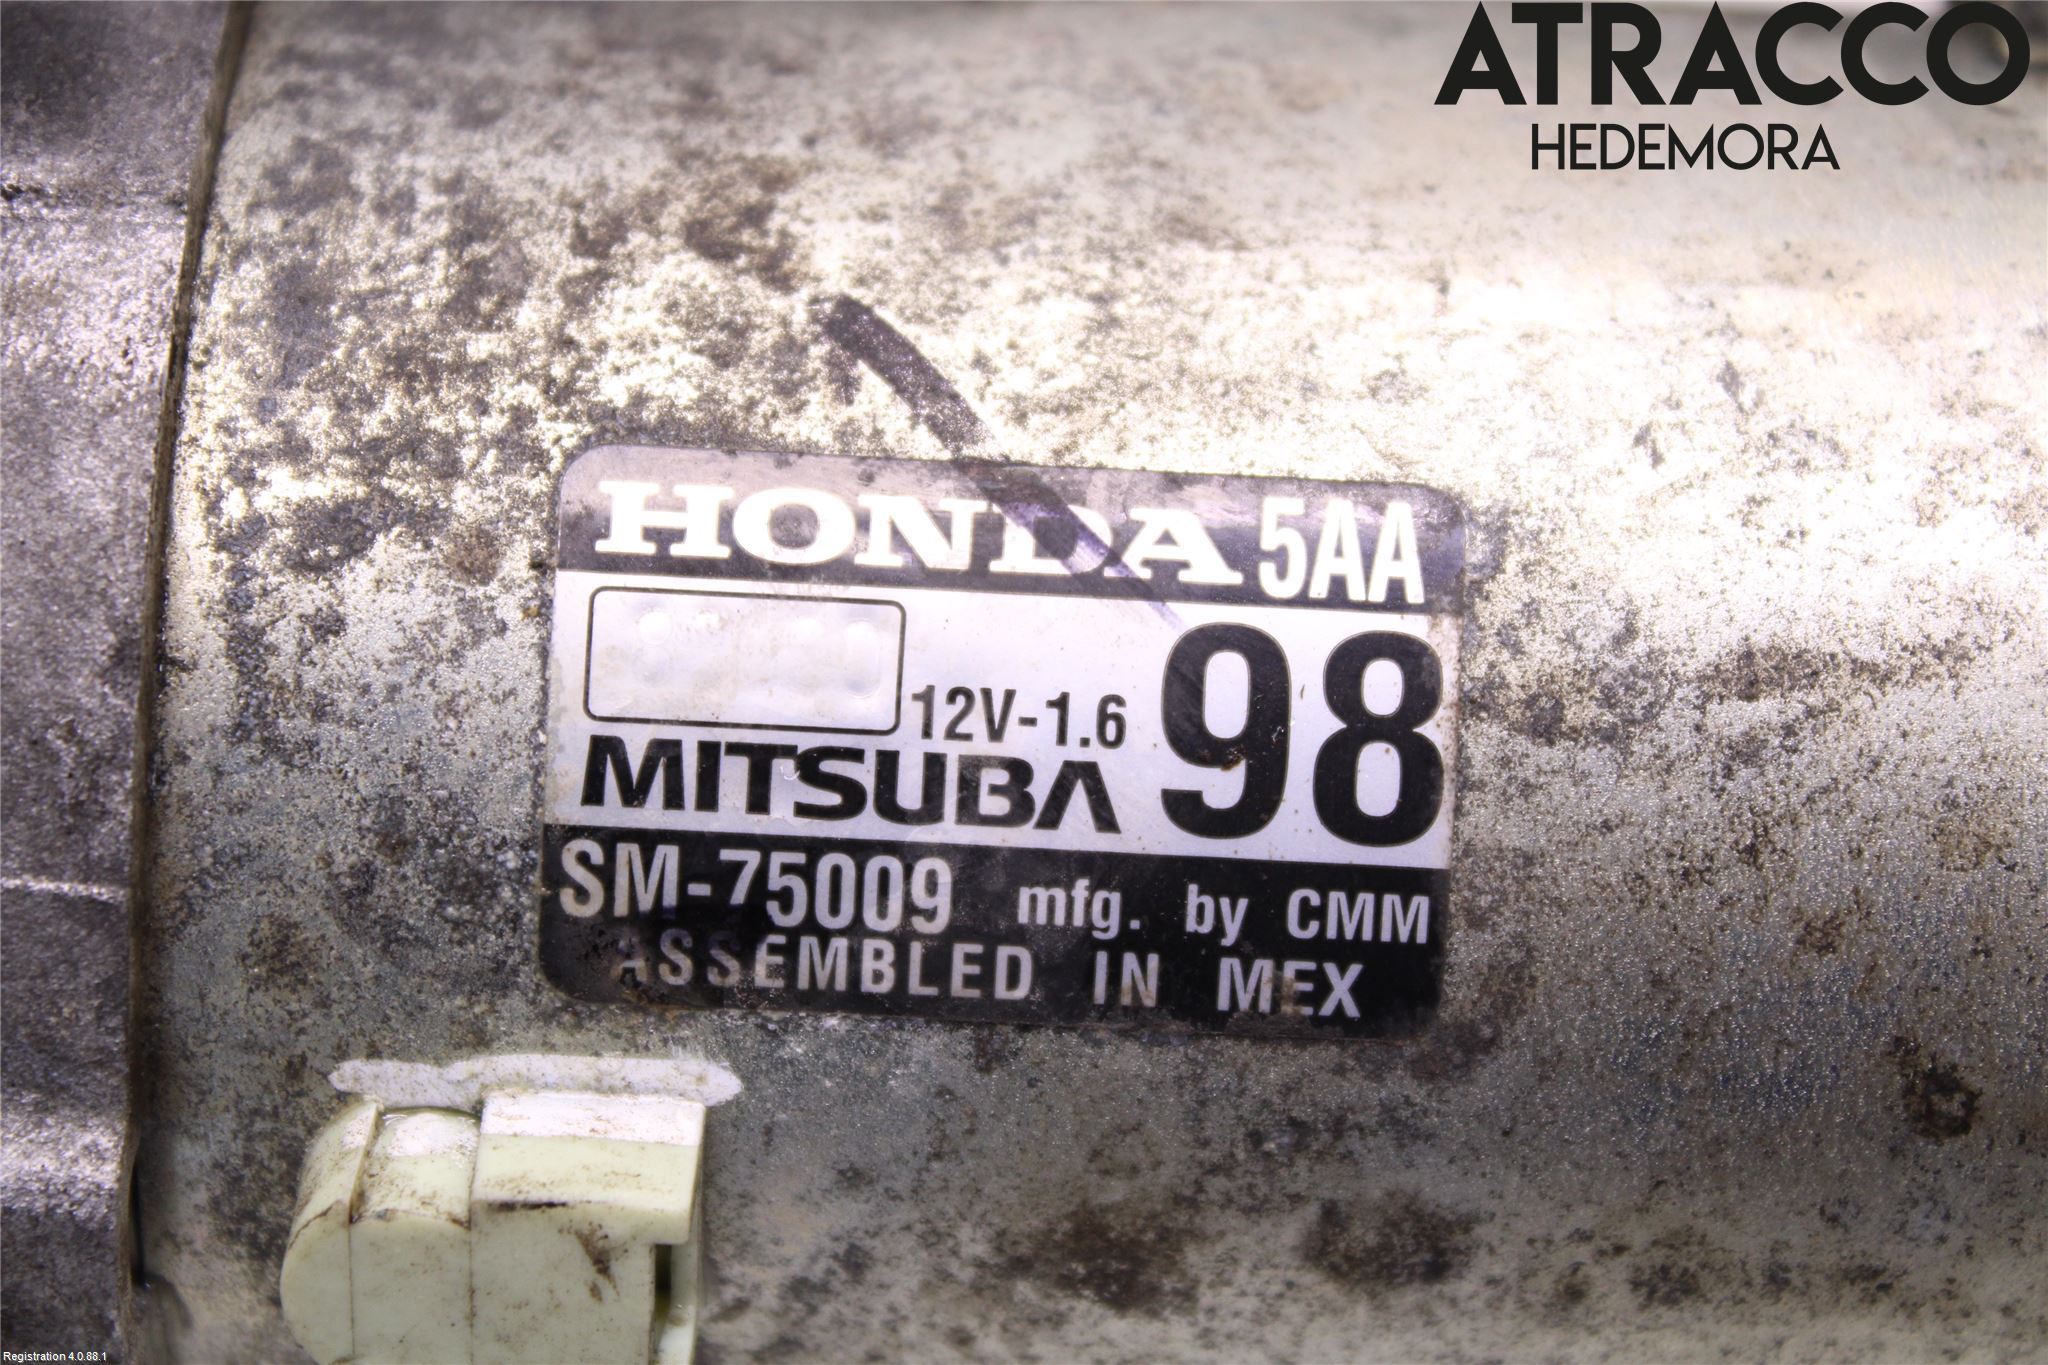 ATRACCO
HEDEMORA
HONDA 5AA
12V-1.6 98
MITSUBA
SM-75009 mfg. by CMM
ASSEMBLED IN MEX
Registration 4.0.88.1